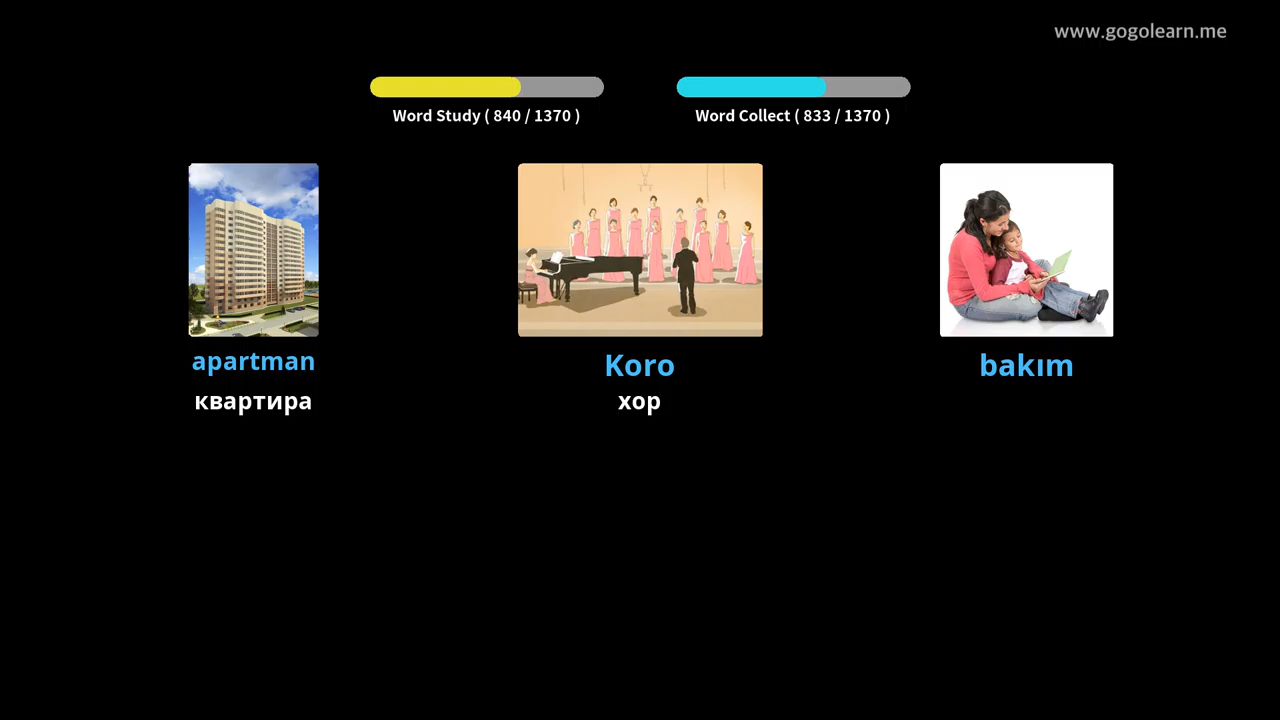 www.gogolearn.me
Word Study ( 840 / 1370 )
Word Collect ( 833 / 1370 )
apartman
квартира
Koro
хор
bakım